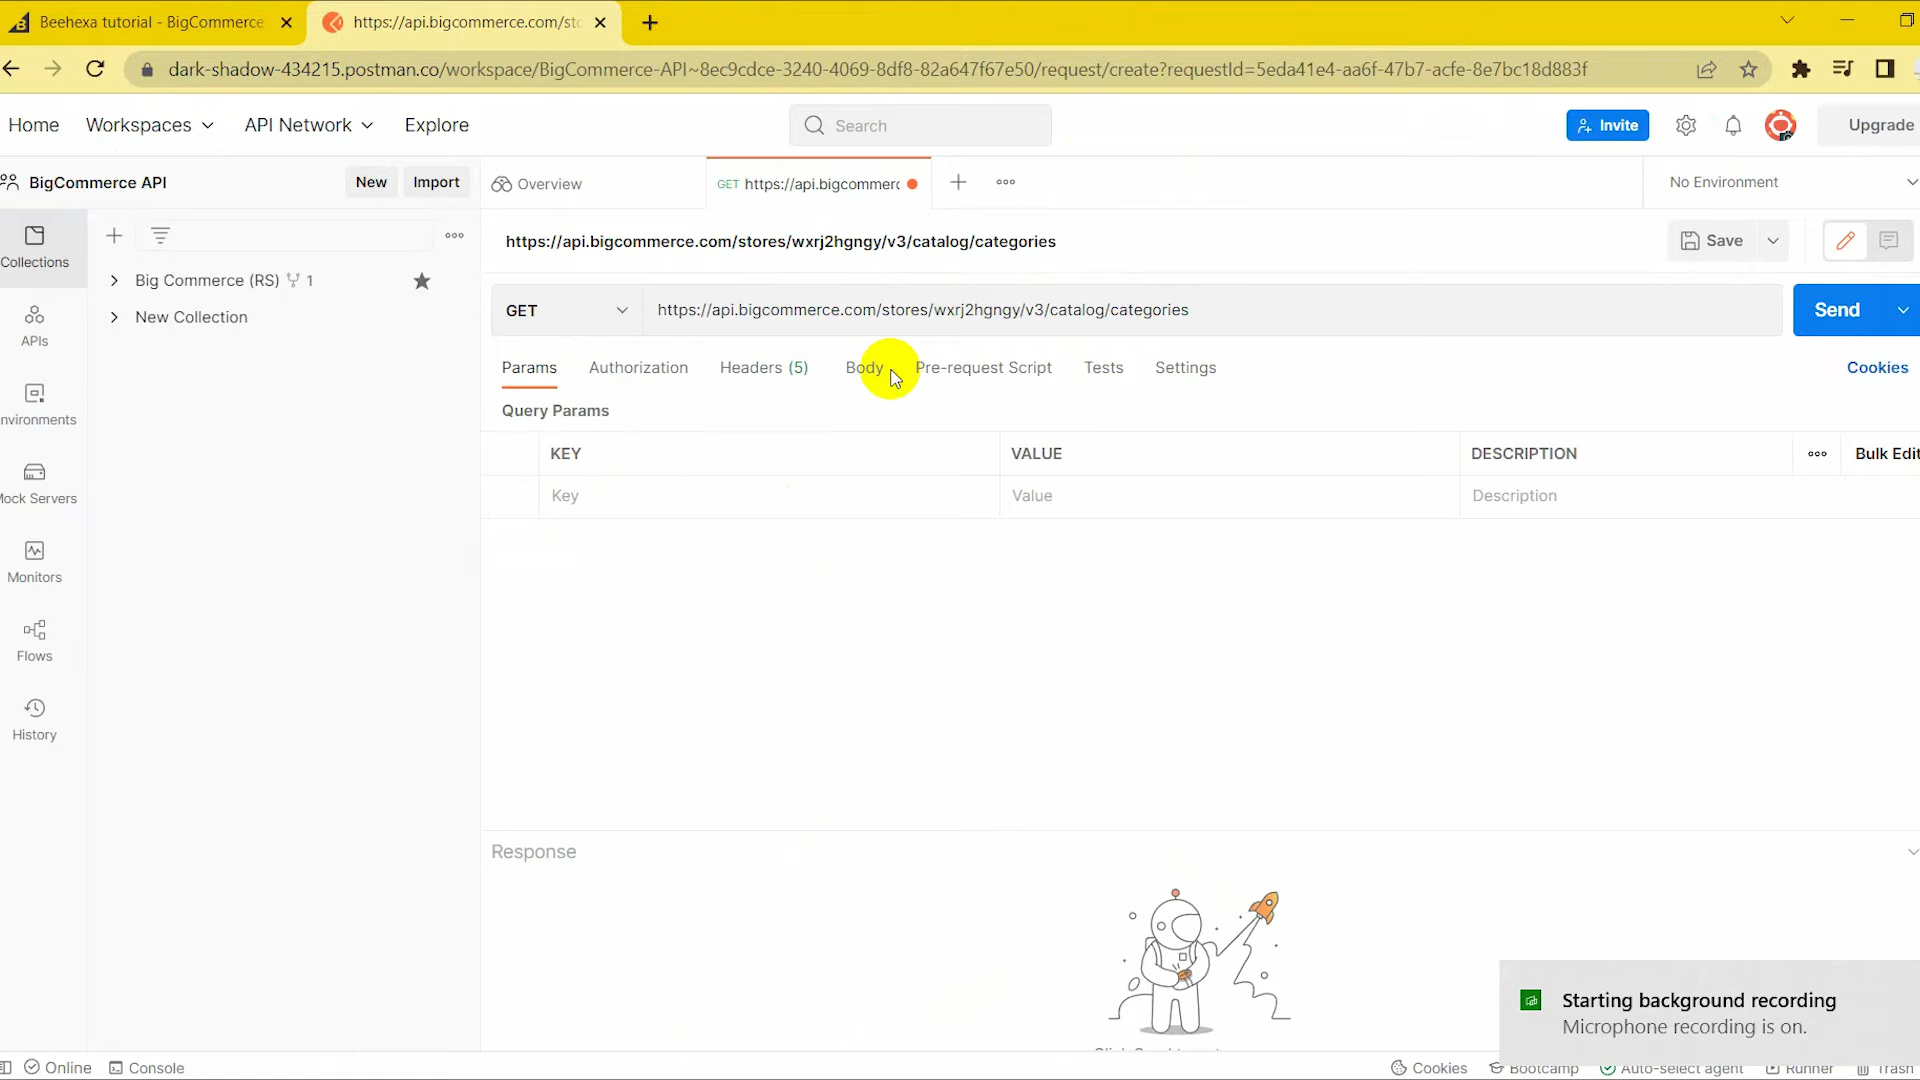 Beehexa tutorial - BigCommerce
https://api.bigcommerce.com/sto
dark-shadow-434215.postman.co/workspace/BigCommerce-API~8ec9cdce-3240-4069-8df8-82a647f67e50/request/create?requestId=5eda41e4-aa6f-47b7-acfe-8e7bc18d883f
Home Workspaces API Network Explore Search Invite Upgrade
BigCommerce API New Import
Overview GET https://api.bigcommerc No Environment
Collections
https://api.bigcommerce.com/stores/wxrj2hgngy/v3/catalog/categories Save
Big Commerce (RS) 1
New Collection
GET https://api.bigcommerce.com/stores/wxrj2hgngy/v3/catalog/categories Send
APIs
Params Authorization Headers (5) Body Pre-request Script Tests Settings Cookies
Query Params
nvironments
KEY VALUE DESCRIPTION Bulk Edit
Key Value Description
Mock Servers
Monitors
Flows
History
Response
Starting background recording
Microphone recording is on.
Online Console Cookies Bootcamp Auto-select agent Runner Trash